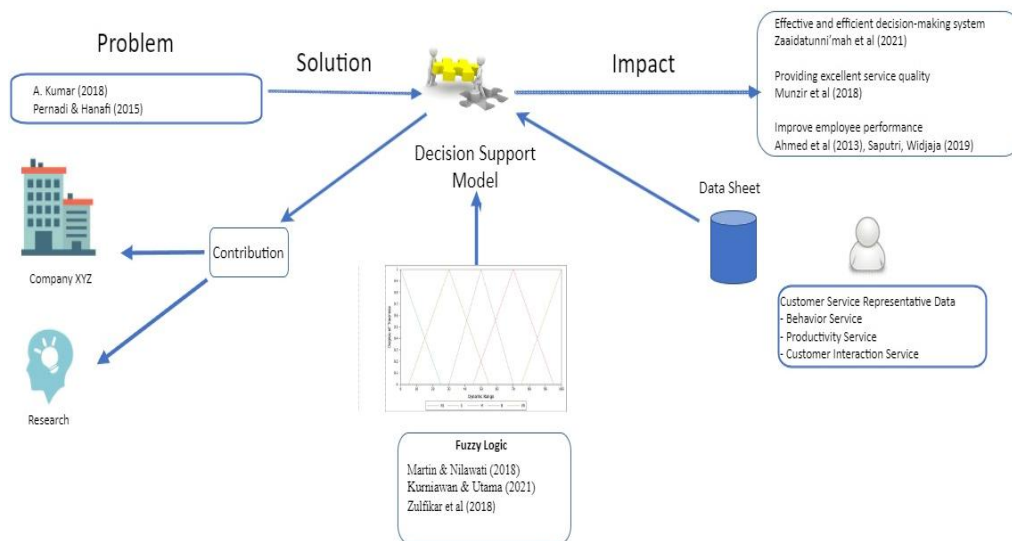 Problem
A. Kumar (2018)
Pernadi & Hanafi (2015)
Solution
Impact
Effective and efficient decision-making system
Zaaidatunni'mah et al (2021)
Providing excellent service quality
Munzir et al (2018)
Improve employee performance
Ahmed et al (2013), Saputri, Widjaja (2019)
Decision Support
Model
Data Sheet
Company XYZ
Contribution
Research
Customer Service Representative Data
- Behavior Service
- Productivity Service
- Customer Interaction Service
Dynamic Range
Fuzzy Logic
Martin & Nilawati (2018)
Kurniawan & Utama (2021)
Zulfikar et al (2018)